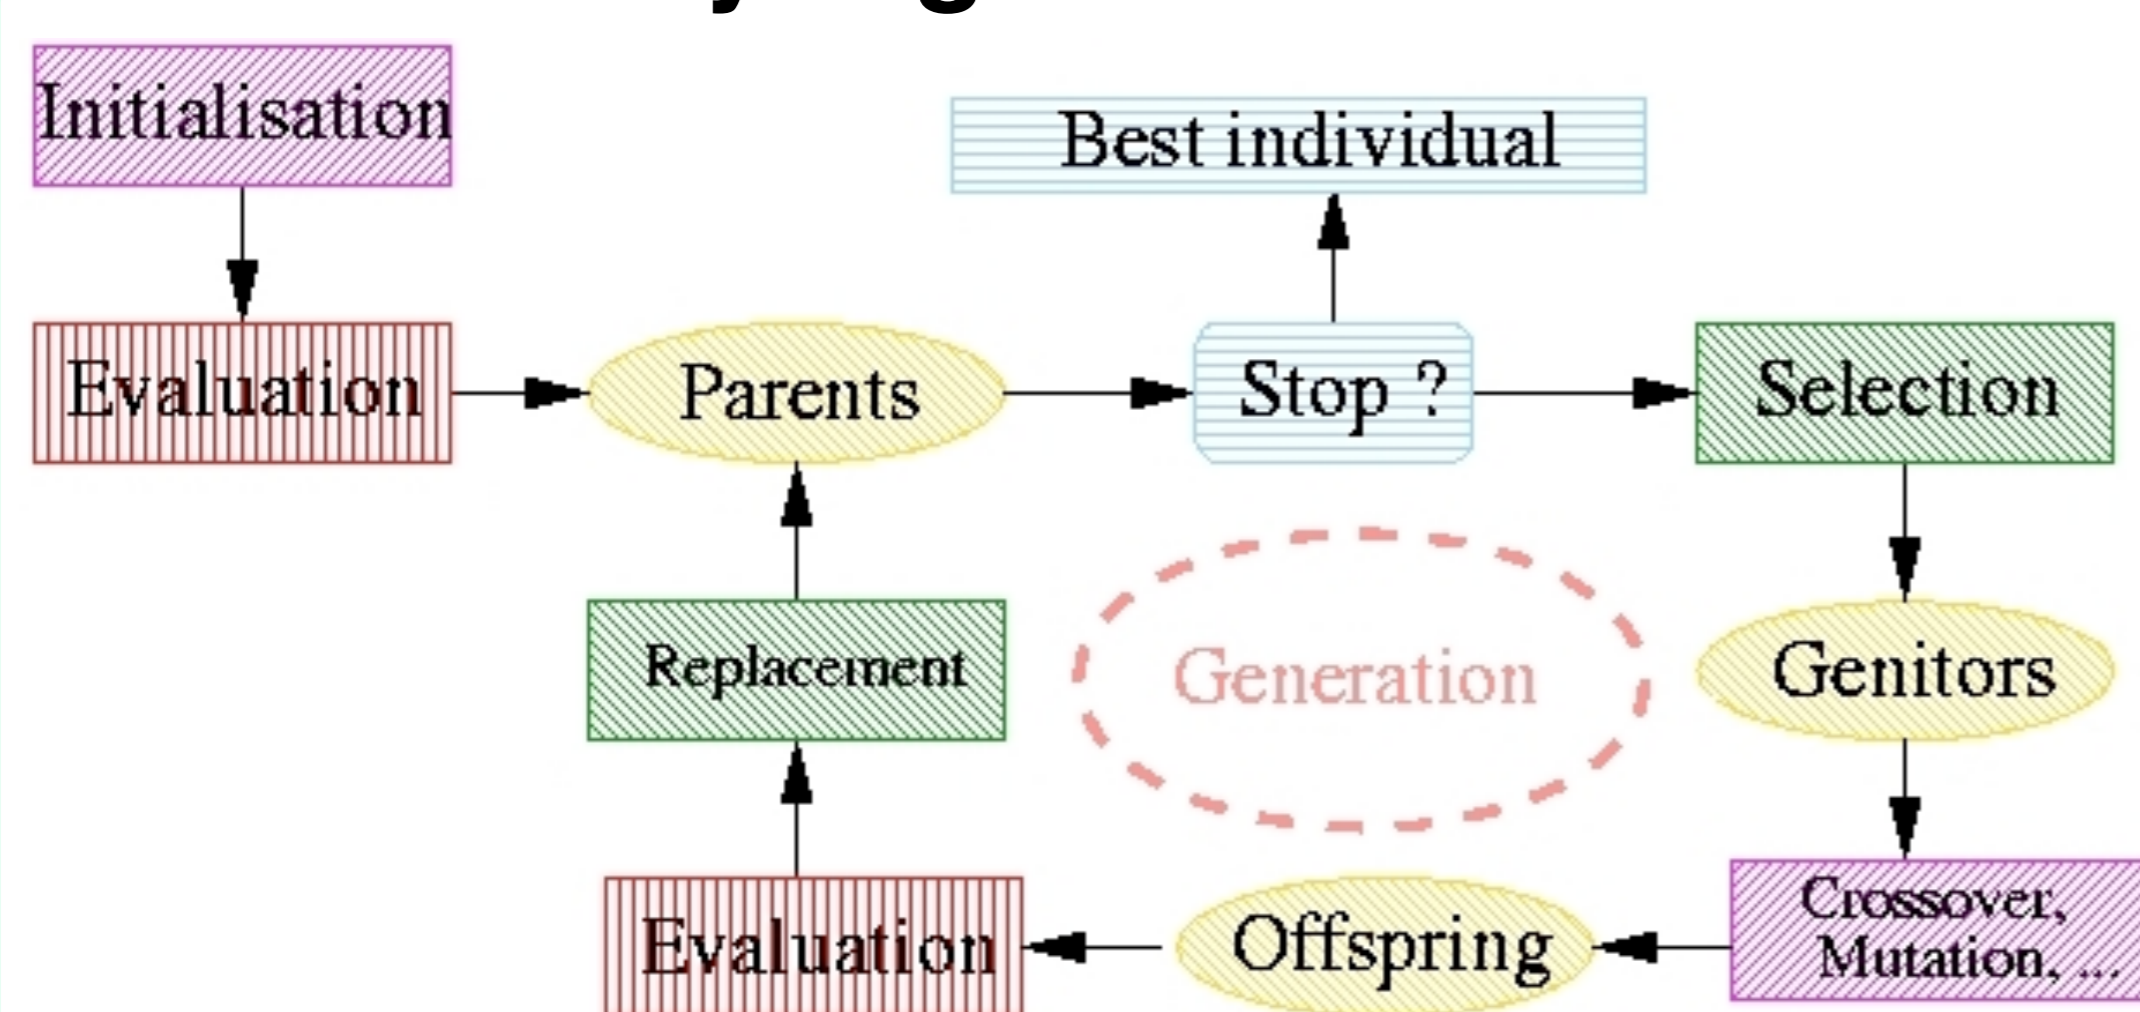 Initialisation
Best individual
Evaluation
Parents
Stop ?
Selection
Replacement
Generation
Genitors
Evaluation
Offspring
Crossover,
Mutation, ...